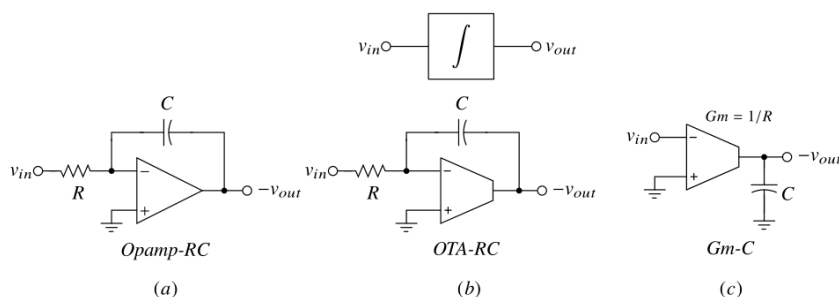 ∫
v_in v_out
C
v_in R − + −v_out
Opamp-RC
(a)
C
v_in R − + −v_out
OTA-RC
(b)
Gm = 1/R
v_in − + −v_out
C
Gm-C
(c)